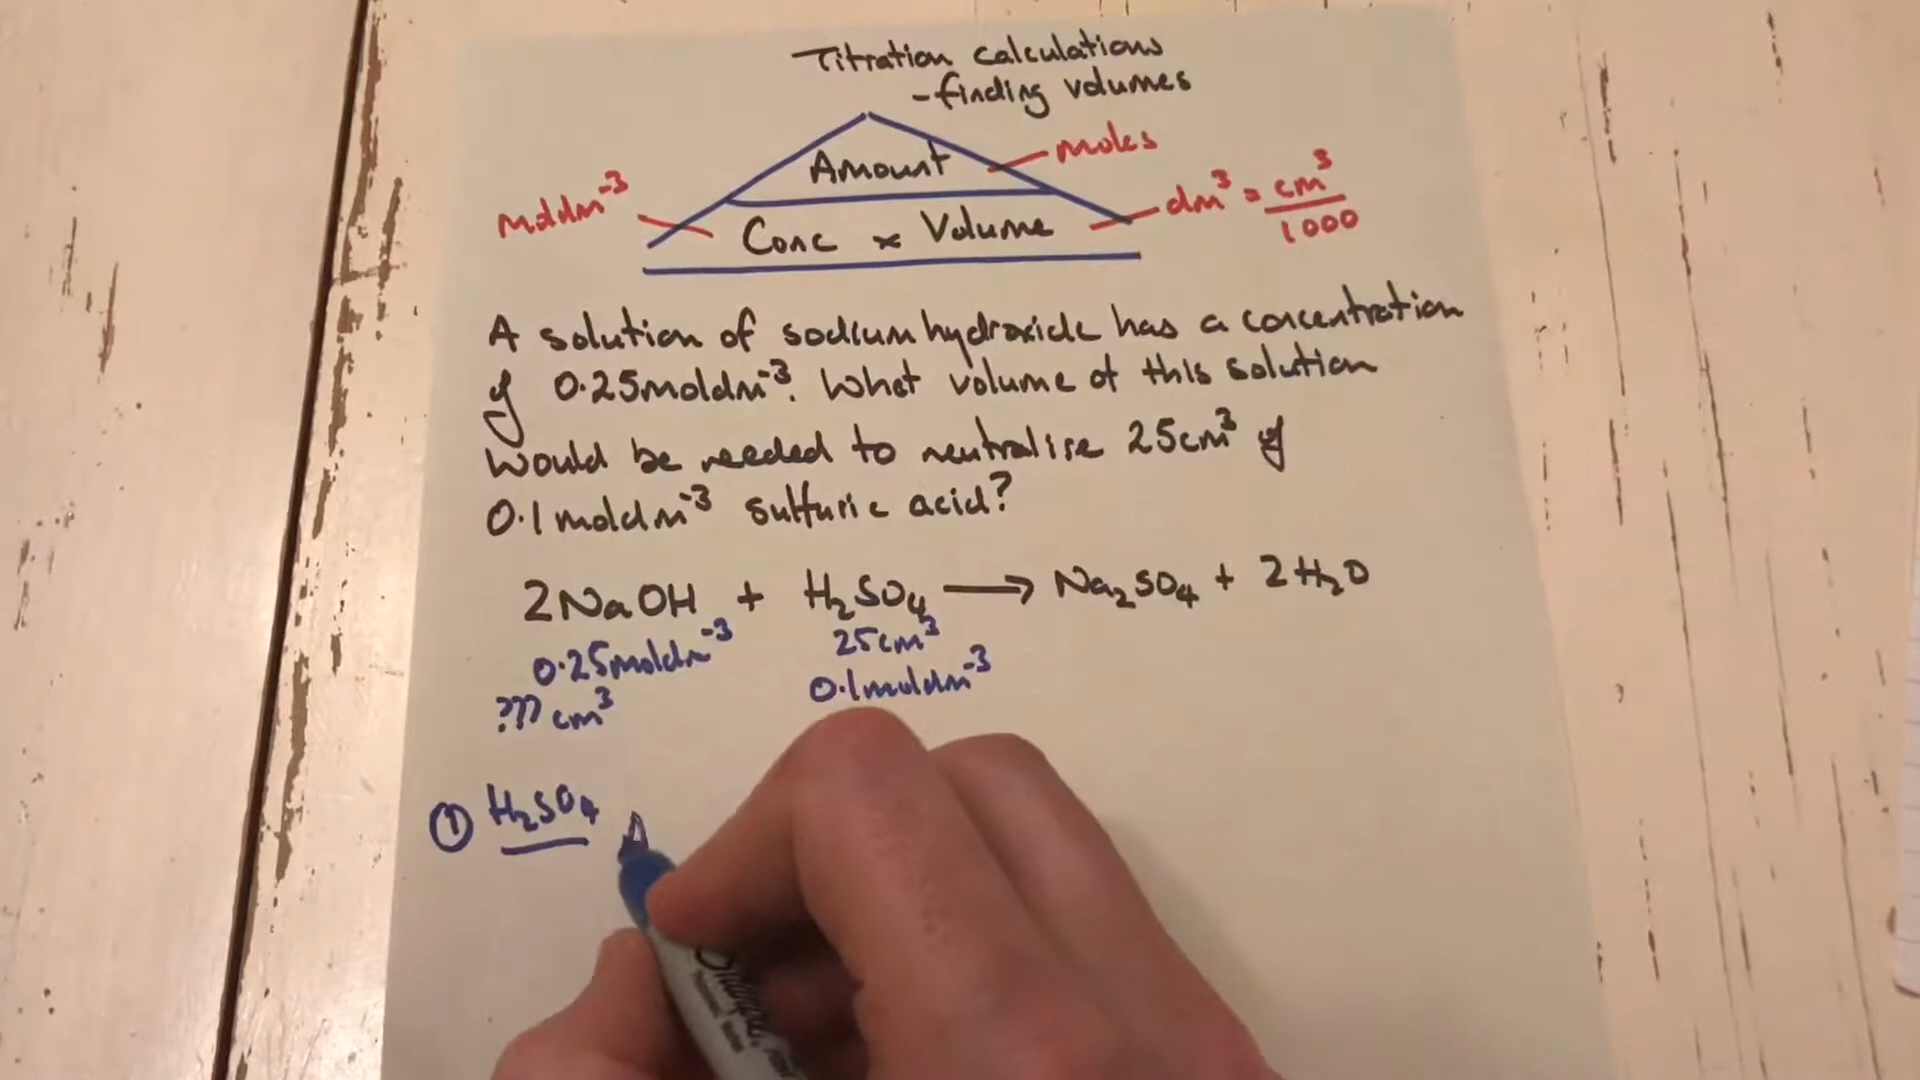 Titration calculations
- finding volumes
Amount
moles
moldm⁻³
Conc × Volume
dm³ = cm³
1000
A solution of sodium hydroxide has a concentration
of 0.25moldm⁻³. What volume of this solution
would be needed to neutralise 25cm³ of
0.1moldm⁻³ sulfuric acid?
2NaOH + H₂SO₄ → Na₂SO₄ + 2H₂O
0.25moldm⁻³
25cm³
??? cm³
0.1moldm⁻³
① H₂SO₄
Sharpie